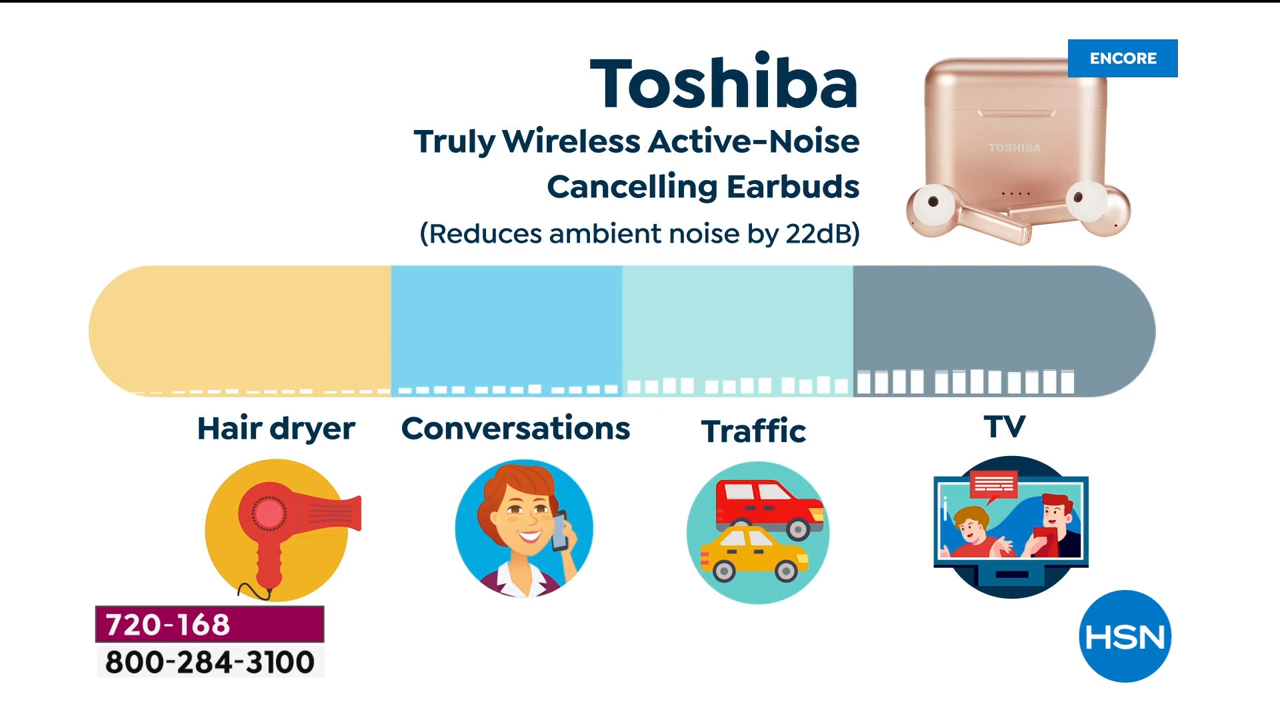 ENCORE
Toshiba
Truly Wireless Active-Noise
Cancelling Earbuds
(Reduces ambient noise by 22dB)
TOSHIBA
Hair dryer
Conversations
Traffic
TV
720-168
800-284-3100
HSN